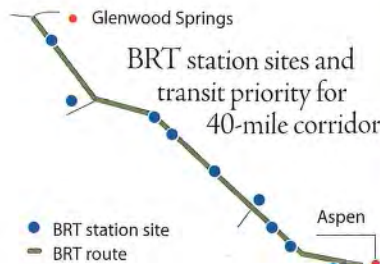 Glenwood Springs
BRT station sites and
transit priority for
40-mile corridor
Aspen
BRT station site
BRT route